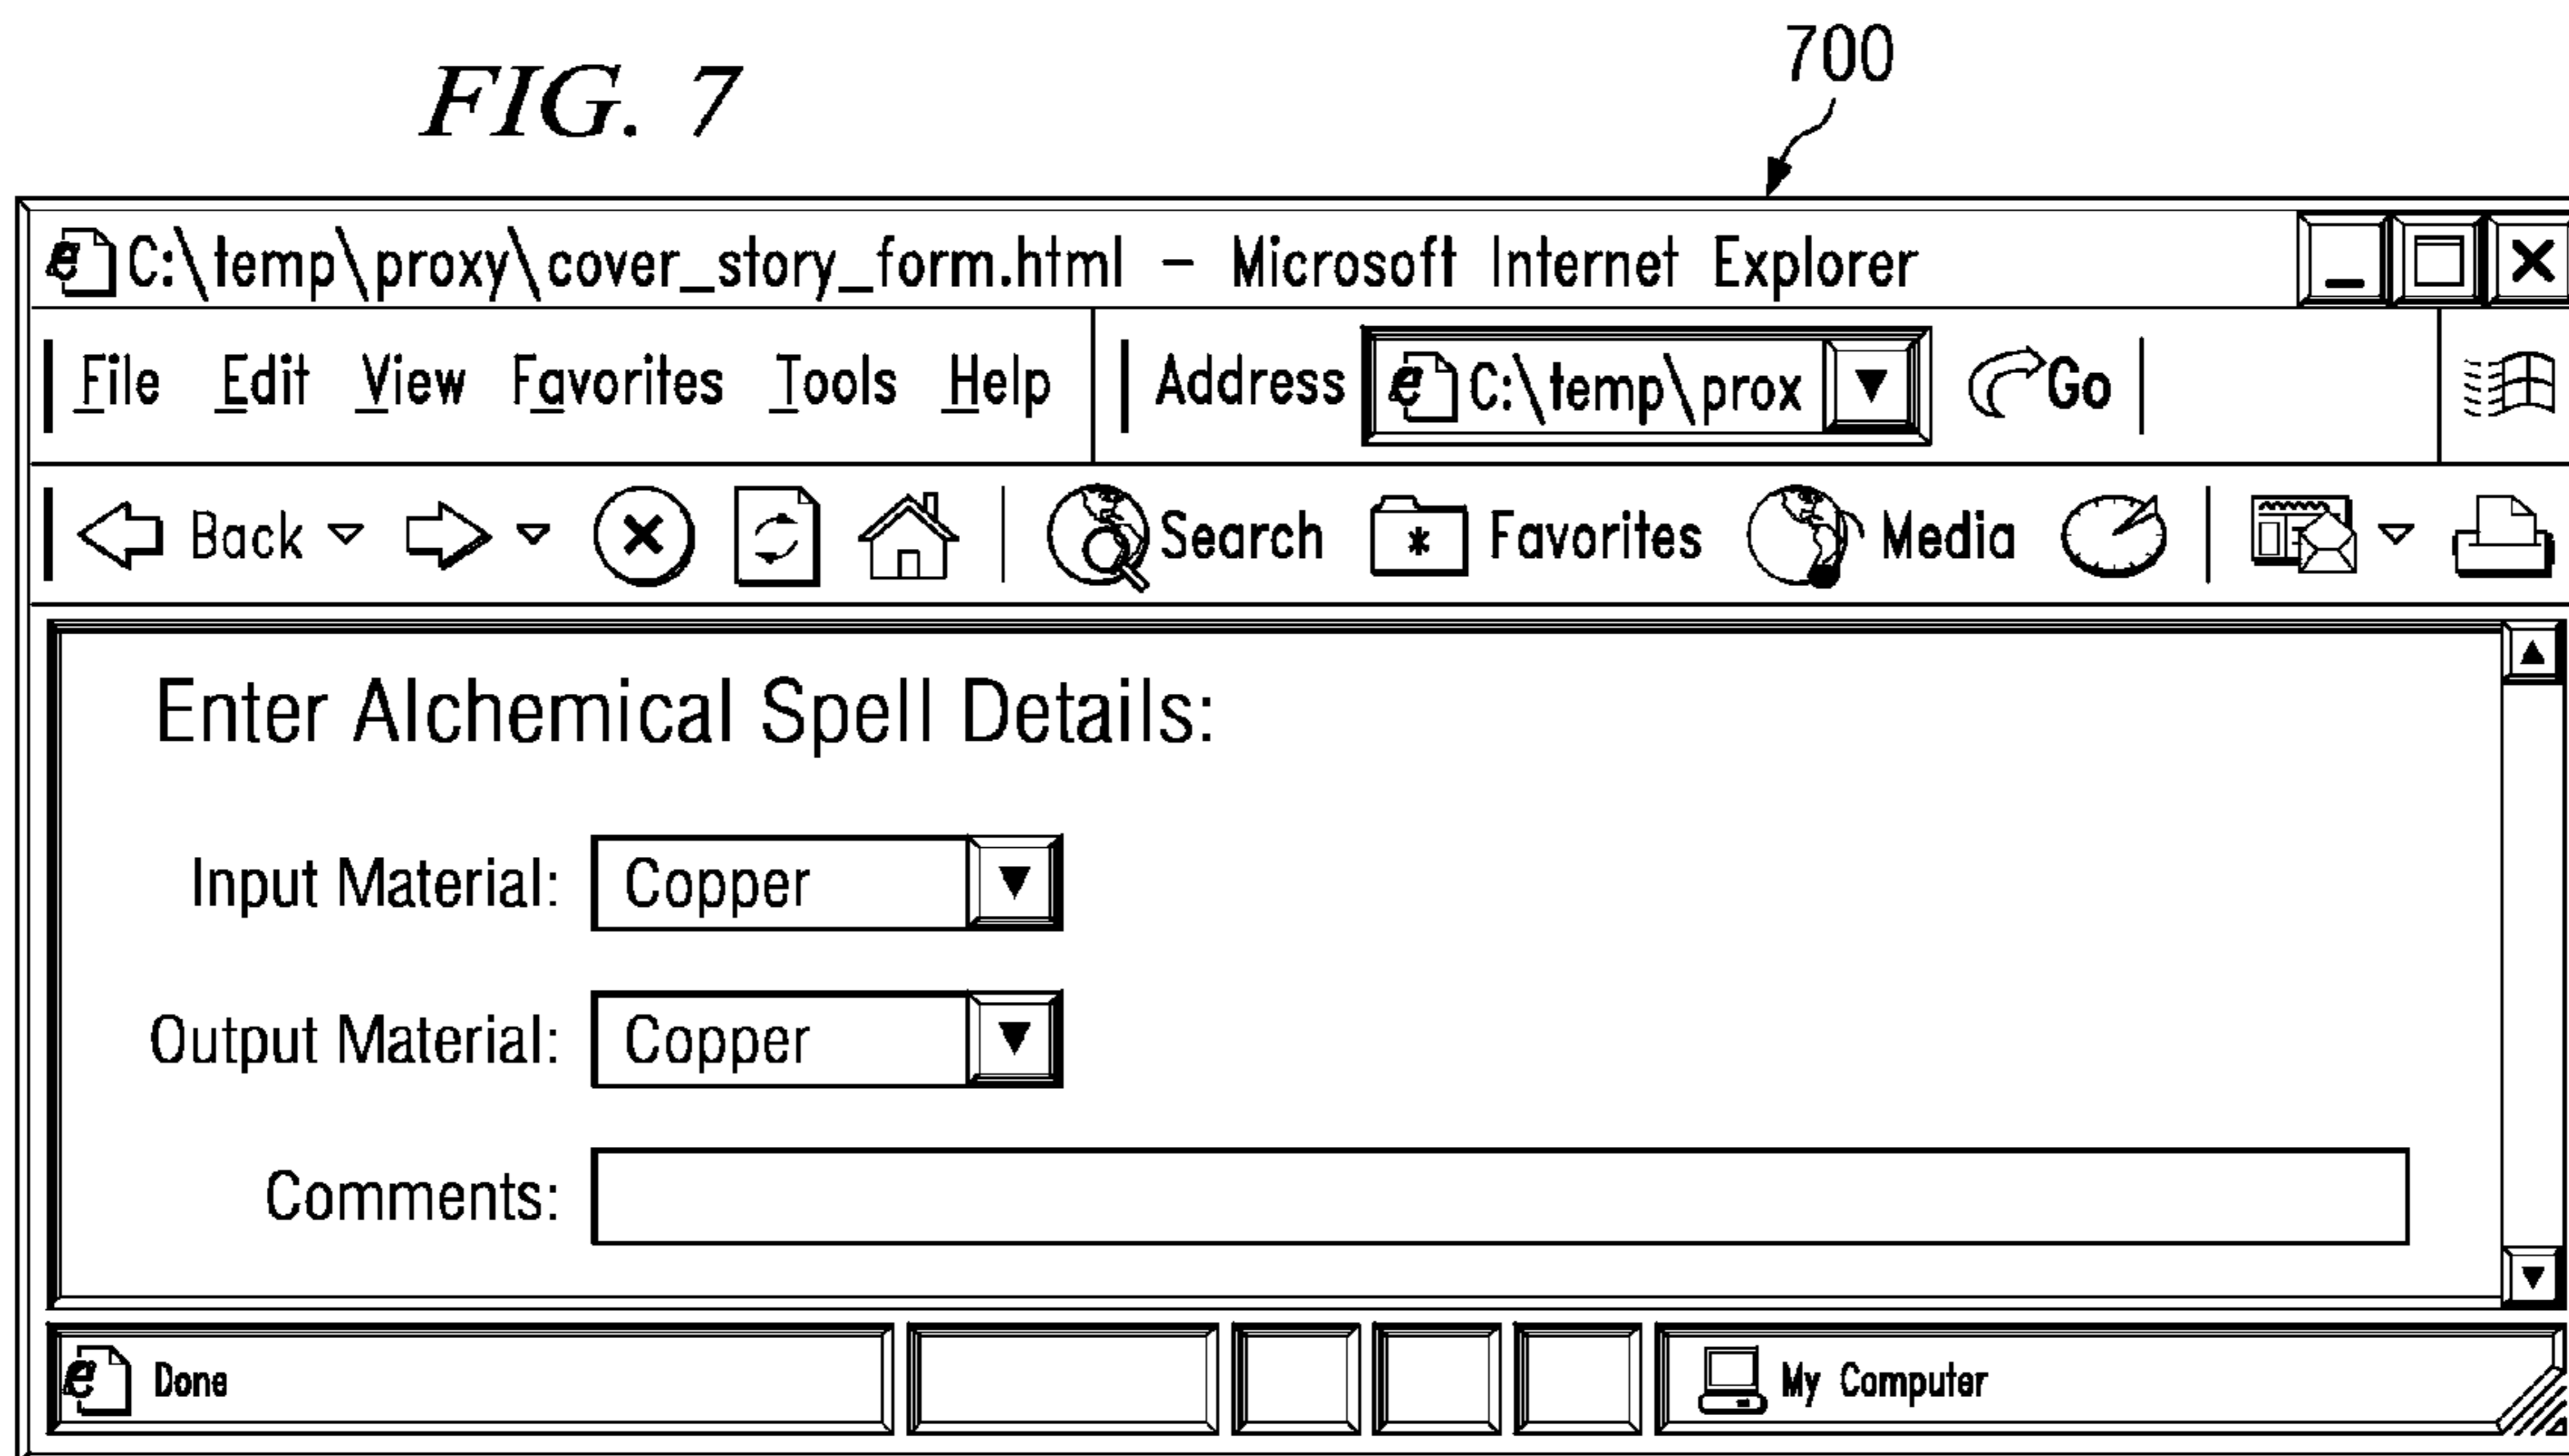 FIG. 7
700
C:\temp\proxy\cover_story_form.html – Microsoft Internet Explorer
File Edit View Favorites Tools Help Address C:\temp\prox Go
Back Search Favorites Media
Enter Alchemical Spell Details:
Input Material: Copper
Output Material: Copper
Comments:
Done My Computer